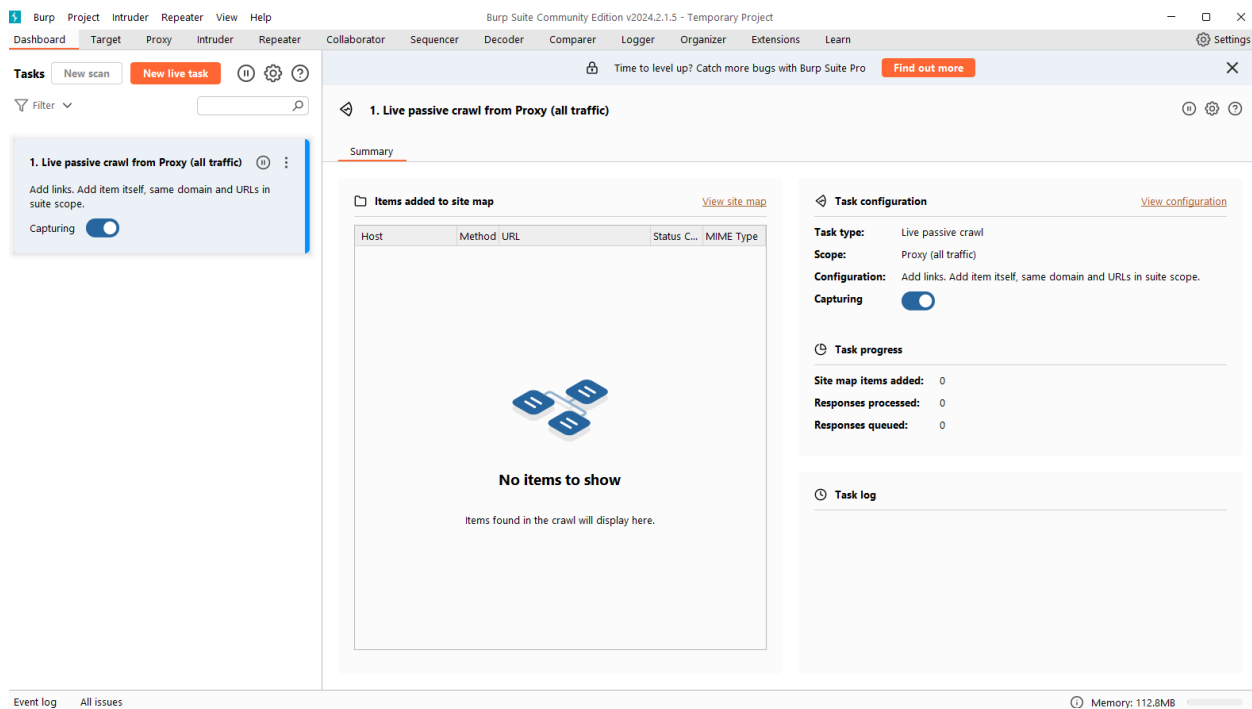 Burp Project Intruder Repeater View Help
Burp Suite Community Edition v2024.2.1.5 - Temporary Project
Dashboard Target Proxy Intruder Repeater Collaborator Sequencer Decoder Comparer Logger Organizer Extensions Learn Settings
Tasks New scan New live task
Time to level up? Catch more bugs with Burp Suite Pro Find out more
Filter
1. Live passive crawl from Proxy (all traffic)
Add links. Add item itself, same domain and URLs in
suite scope.
Capturing
1. Live passive crawl from Proxy (all traffic)
Summary
Items added to site map View site map
Host Method URL Status C... MIME Type
No items to show
Items found in the crawl will display here.
Task configuration View configuration
Task type: Live passive crawl
Scope: Proxy (all traffic)
Configuration: Add links. Add item itself, same domain and URLs in suite scope.
Capturing
Task progress
Site map items added: 0
Responses processed: 0
Responses queued: 0
Task log
Event log All issues
Memory: 112.8MB